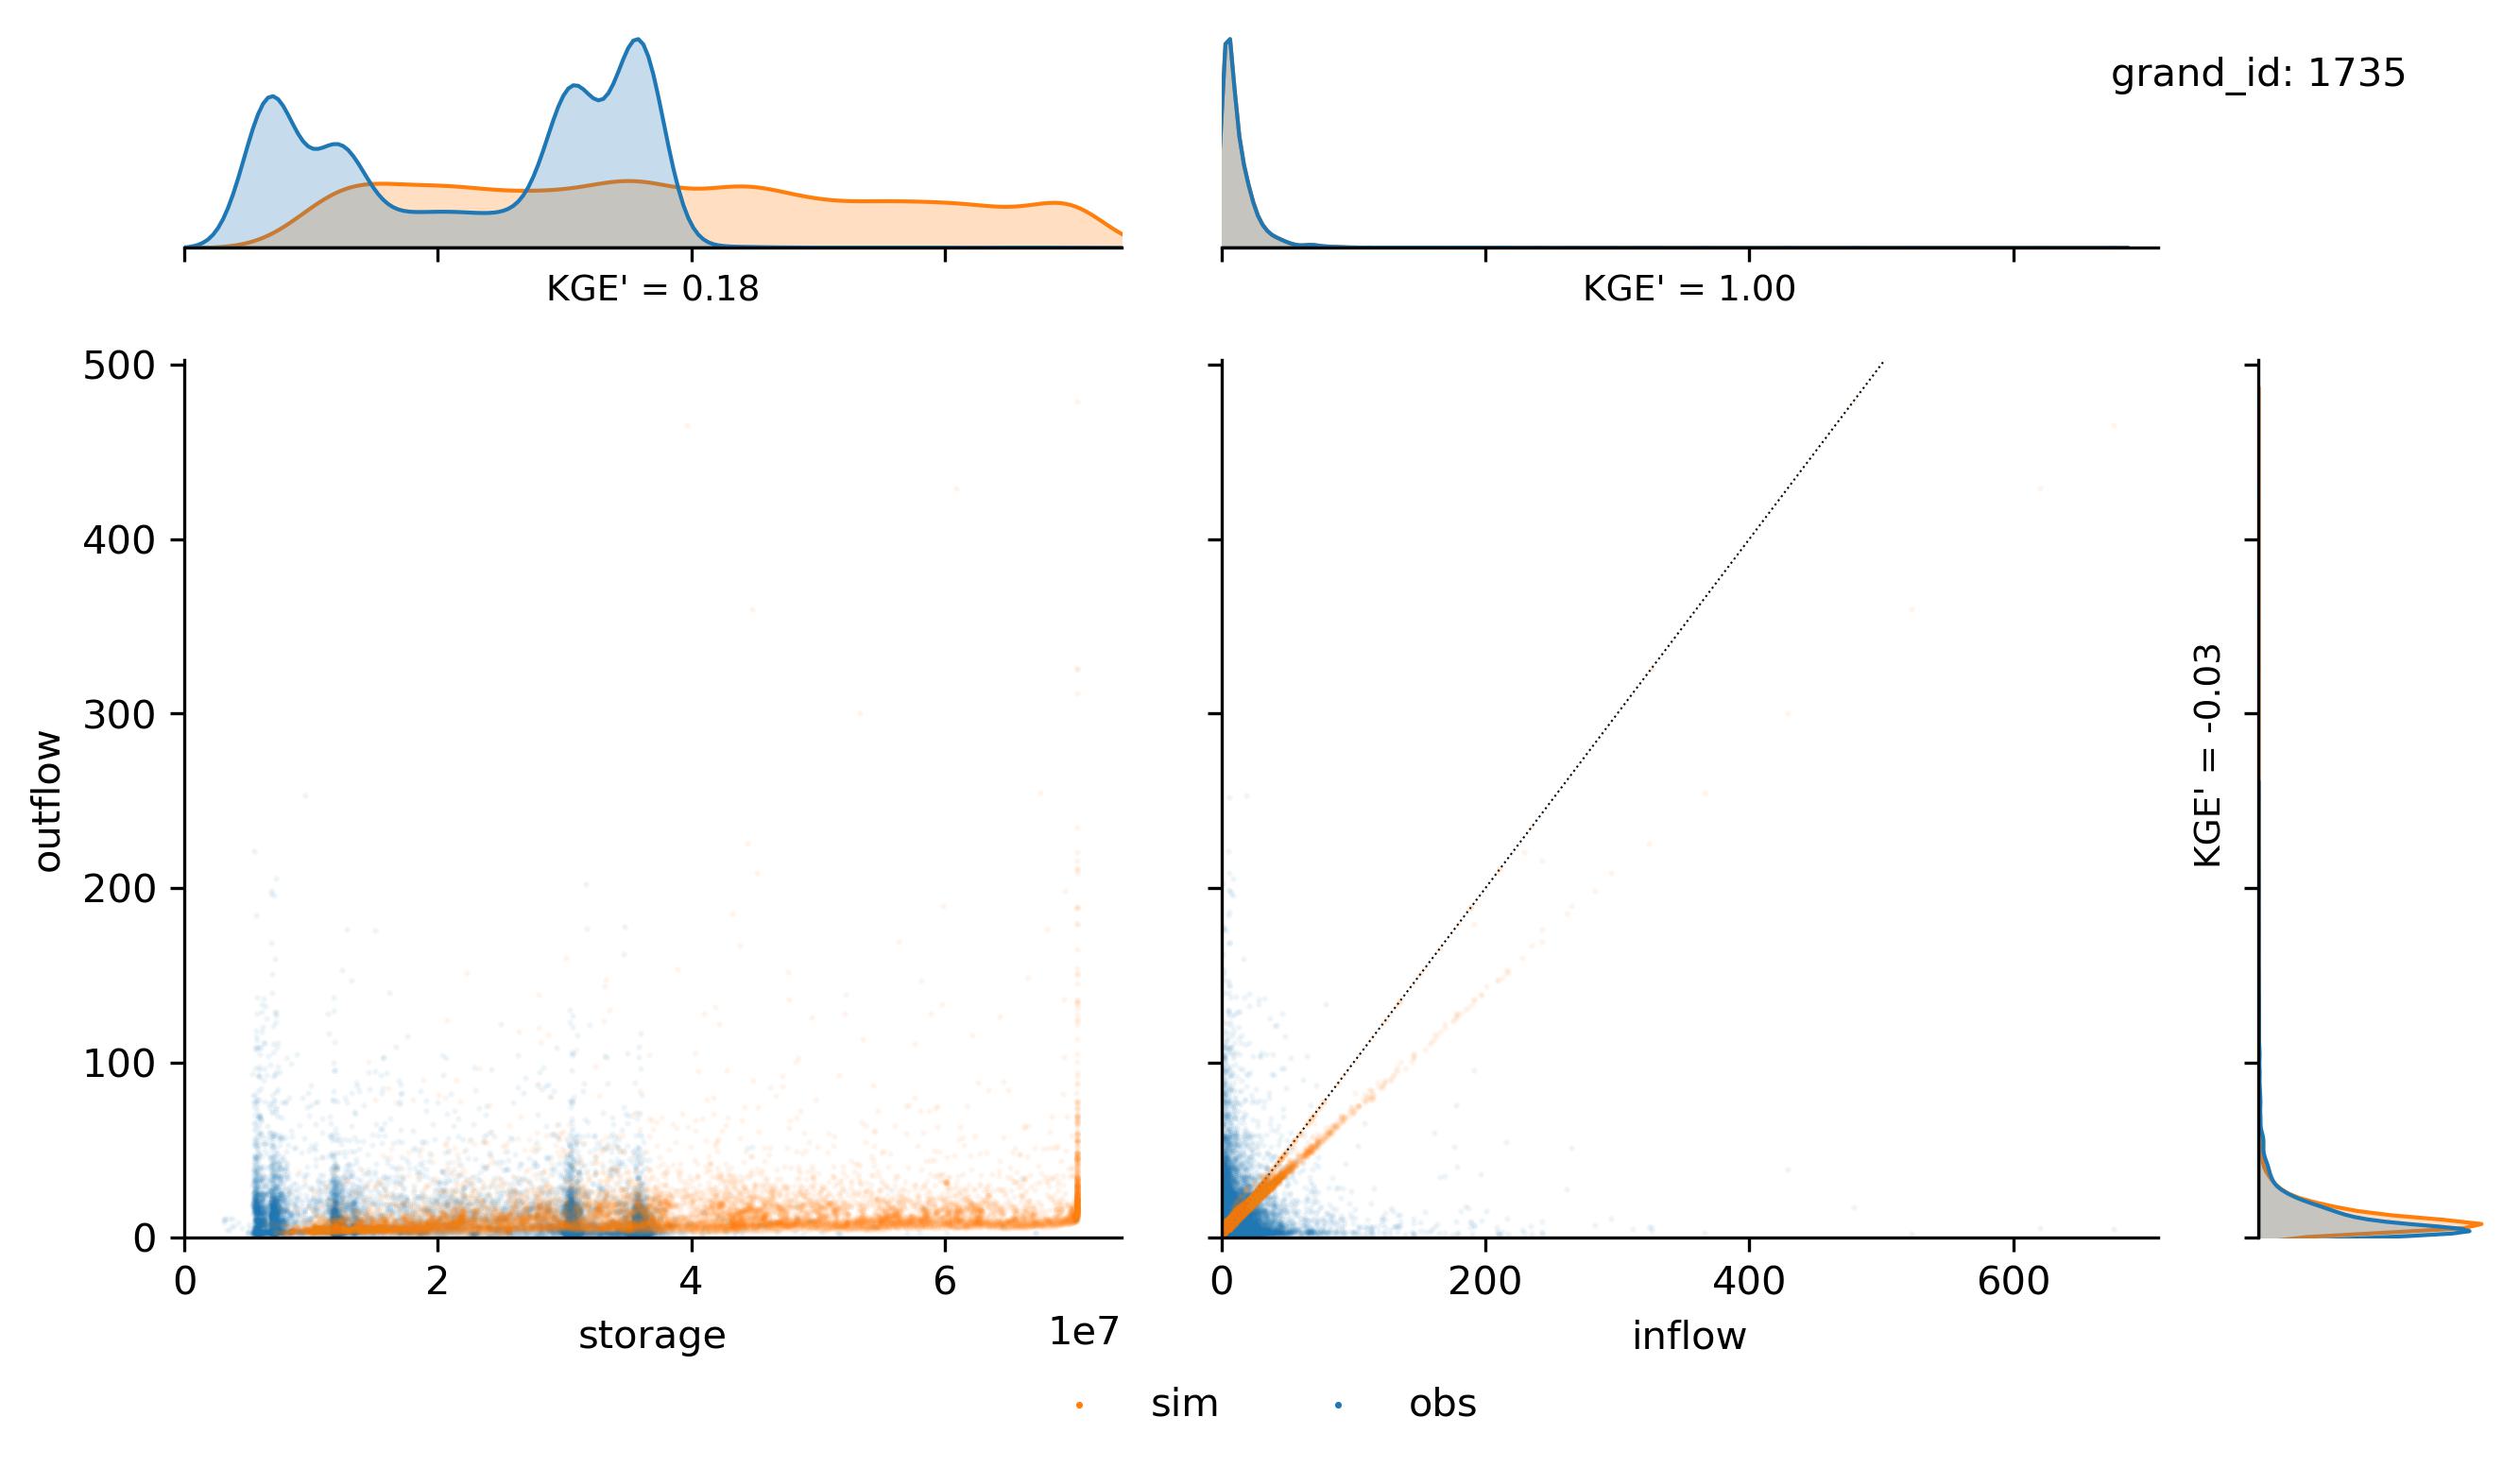 grand_id: 1735
KGE' = 0.18
KGE' = 1.00
500
400
300
200
100
0
outflow
KGE' = -0.03
0 2 4 6
0 200 400 600
storage
1e7
inflow
sim
obs